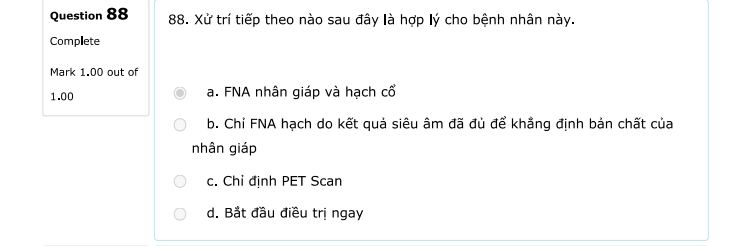 Question 88
Complete
Mark 1.00 out of
1.00
88. Xử trí tiếp theo nào sau đây là hợp lý cho bệnh nhân này.
a. FNA nhân giáp và hạch cổ
b. Chỉ FNA hạch do kết quả siêu âm đã đủ để khẳng định bản chất của
nhân giáp
c. Chỉ định PET Scan
d. Bắt đầu điều trị ngay